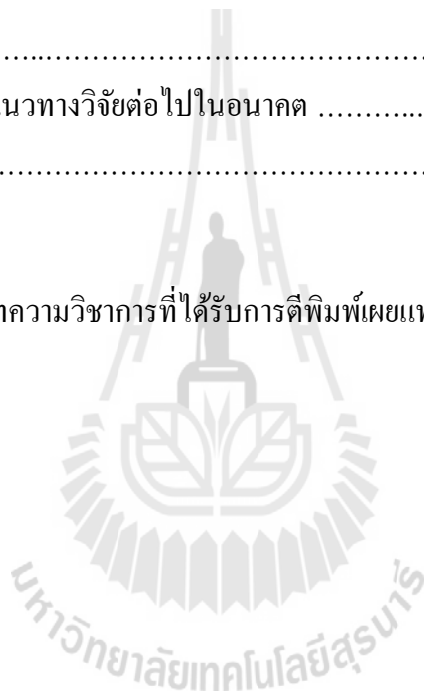 …...……………………………………
นวทางวิจัยต่อไปในอนาคต ………...
……………………………………………
ทความวิชาการที่ได้รับการตีพิมพ์เผยแพ
มหาวิทยาลัยเทคโนโลยีสุรนารี